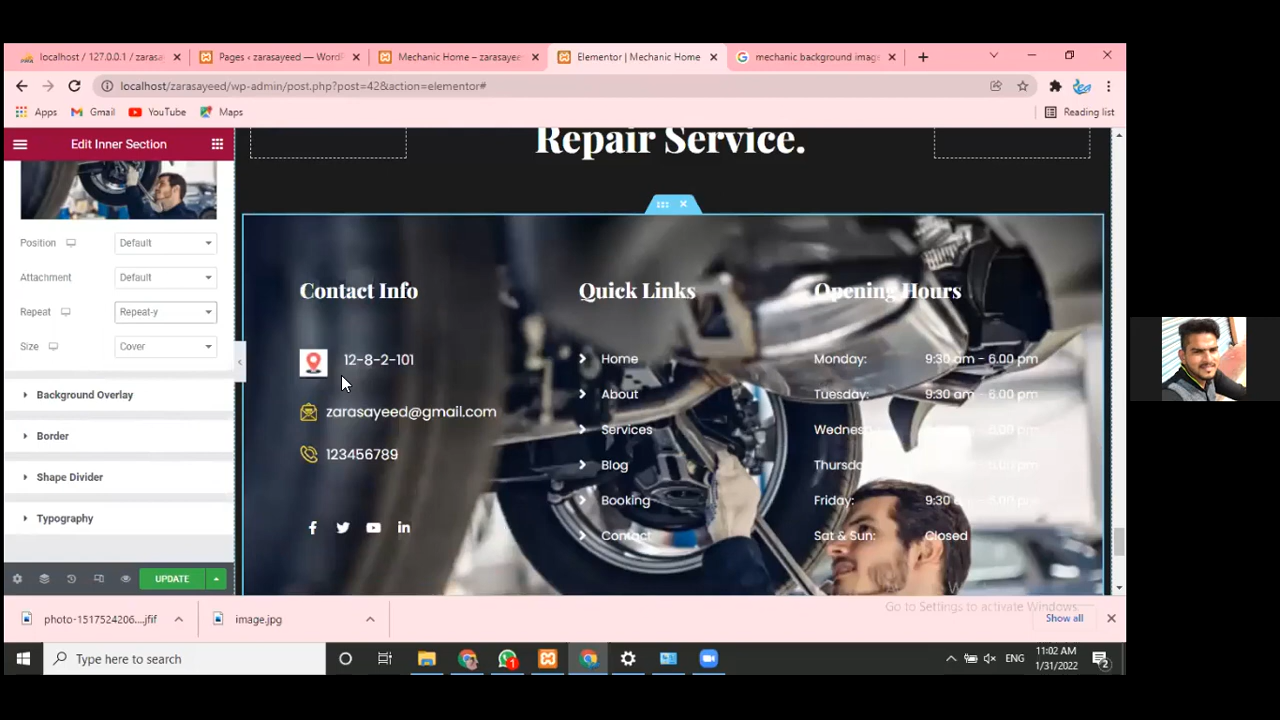 localhost / 127.0.0.1 / zarasa
Pages ‹ zarasayeed — WordP
Mechanic Home – zarasayee
Elementor | Mechanic Home
mechanic background imag
localhost/zarasayeed/wp-admin/post.php?post=42&action=elementor#
Apps
Gmail
YouTube
Maps
Reading list
Edit Inner Section
Repair Service.
Position
Default
Attachment
Default
Repeat
Repeat-y
Size
Cover
Background Overlay
Border
Shape Divider
Typography
UPDATE
Contact Info
12-8-2-101
zarasayeed@gmail.com
123456789
Quick Links
Home
About
Services
Blog
Booking
Contact
Opening Hours
Monday: 9:30 am – 6.00 pm
Tuesday: 9:30 am – 6.00 pm
Friday:
Sat & Sun: Closed
Go to Settings to activate Windows.
photo-1517524206....jfif
image.jpg
Show all
Type here to search
1
ENG
11:02 AM
1/31/2022
2